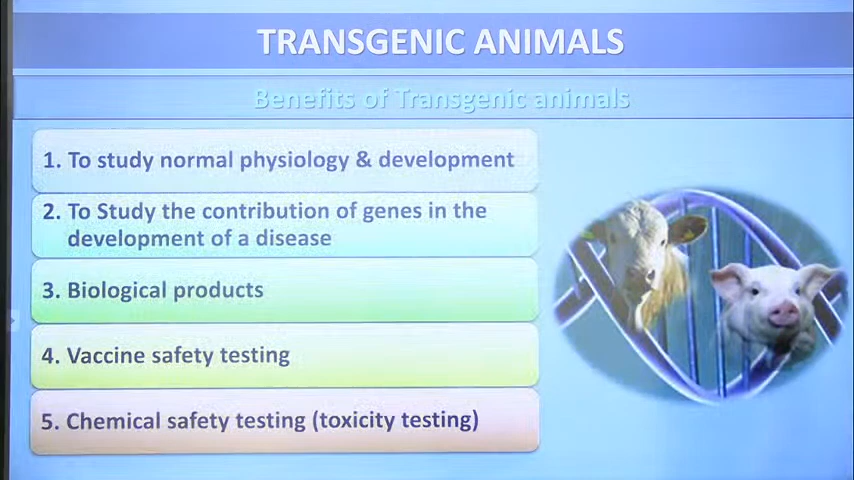 TRANSGENIC ANIMALS
Benefits of Transgenic animals
1. To study normal physiology & development
2. To Study the contribution of genes in the
development of a disease
3. Biological products
4. Vaccine safety testing
5. Chemical safety testing (toxicity testing)